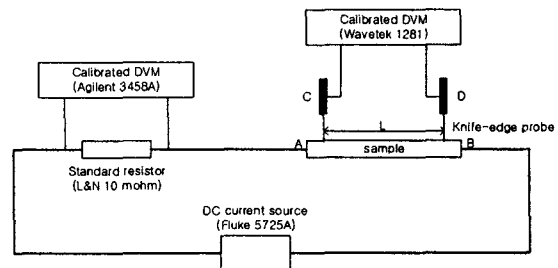 Calibrated DVM
(Wavetek 1281)
Calibrated DVM
(Agilent 3458A)
C
D
L
Knife-edge probe
A
sample
B
Standard resistor
(L&N 10 mohm)
DC current source
(Fluke 5725A)